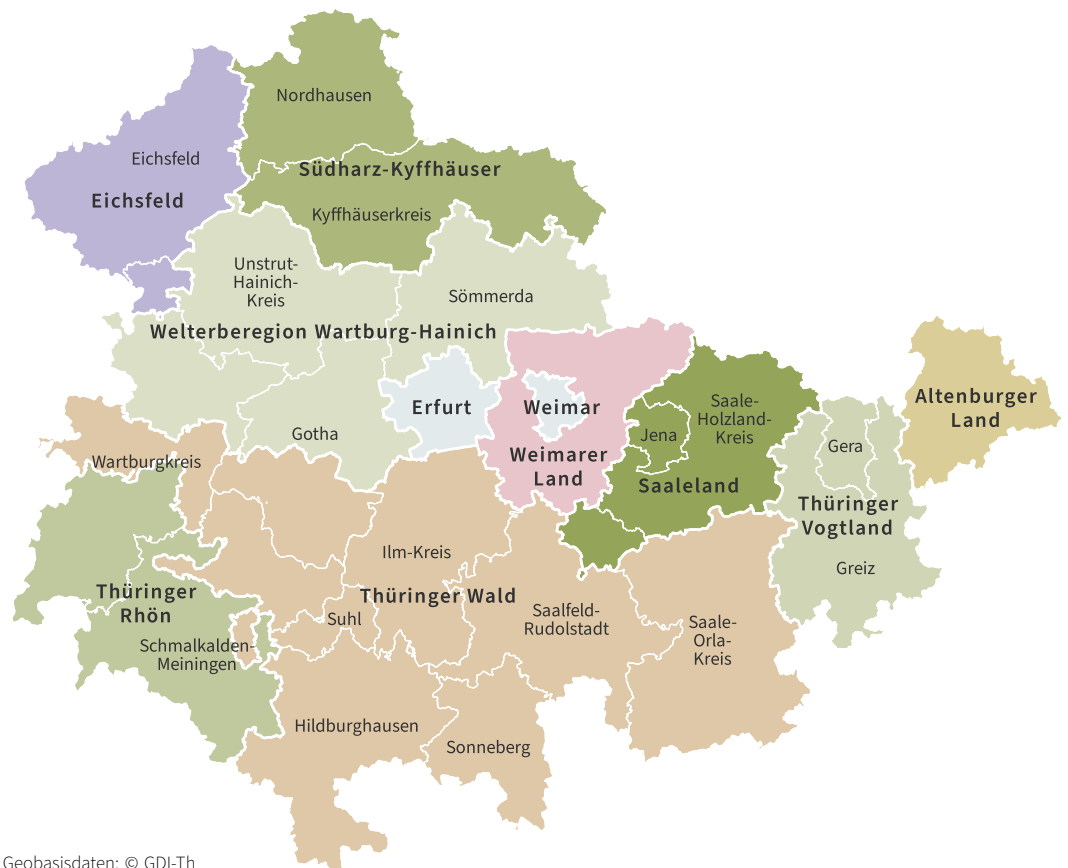 Nordhausen
Eichsfeld
Südharz-Kyffhäuser
Eichsfeld
Kyffhäuserkreis
Unstrut-
Hainich-
Kreis
Sömmerda
Welterberegion Wartburg-Hainich
Erfurt
Weimar
Saale-
Holzland-
Kreis
Altenburger
Land
Gotha
Jena
Gera
Wartburgkreis
Weimarer
Land
Saaleland
Thüringer
Vogtland
Ilm-Kreis
Greiz
Thüringer
Rhön
Thüringer Wald
Suhl
Saalfeld-
Rudolstadt
Saale-
Orla-
Kreis
Schmalkalden-
Meiningen
Hildburghausen
Sonneberg
Geobasisdaten: © GDI-Th